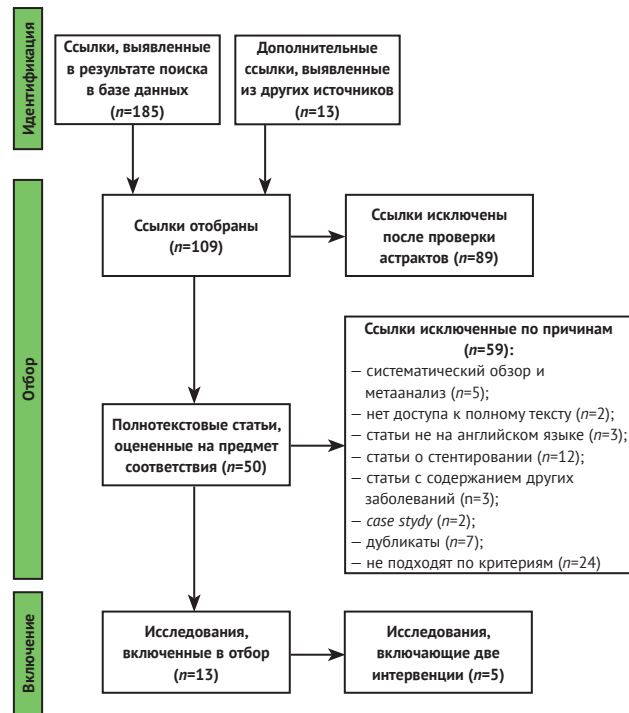 Идентификация
Ссылки, выявленные
в результате поиска
в базе данных
(n=185)
Дополнительные
ссылки, выявленные
из других источников
(n=13)
Отбор
Ссылки отобраны
(n=109)
Ссылки исключены
после проверки
астрактов (n=89)
Полнотекстовые статьи,
оцененные на предмет
соответствия (n=50)
Ссылки исключенные по причинам
(n=59):
— систематический обзор и
метаанализ (n=5);
— нет доступа к полному тексту (n=2);
— статьи не на английском языке (n=3);
— статьи о стентировании (n=12);
— статьи с содержанием других
заболеваний (n=3);
— case stydy (n=2);
— дубликаты (n=7);
— не подходят по критериям (n=24)
Включение
Исследования,
включенные в отбор
(n=13)
Исследования,
включающие две
интервенции (n=5)